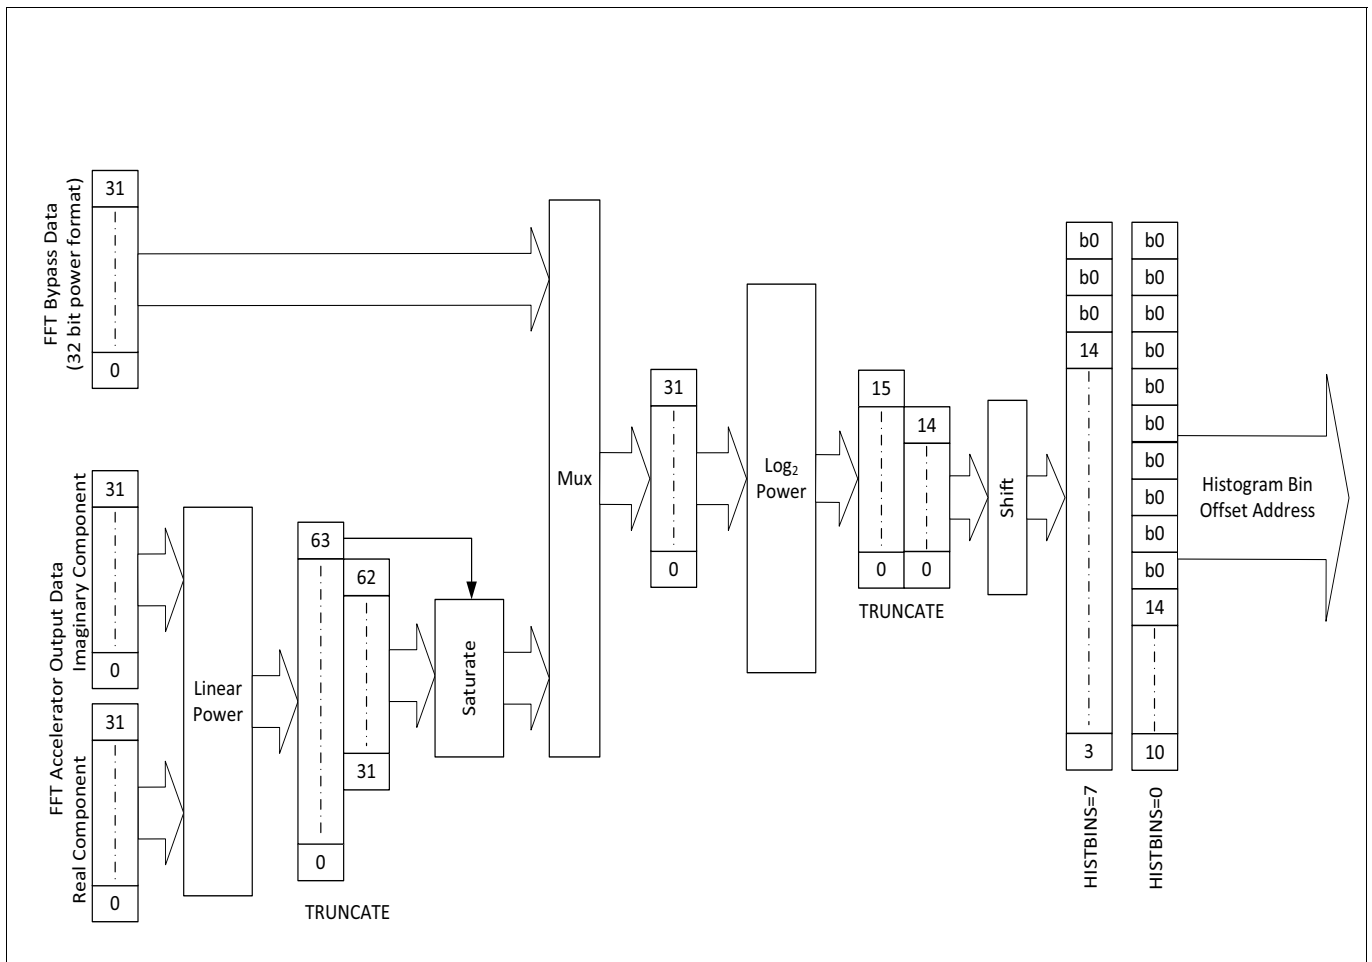 FFT Bypass Data
(32 bit power format)
31
0
FFT Accelerator Output Data
Imaginary Component
31
0
Real Component
31
0
Linear
Power
63
0
62
31
TRUNCATE
Saturate
Mux
31
0
Log2
Power
15
0
14
0
TRUNCATE
Shift
b0
b0
b0
14
3
HISTBINS=7
b0
b0
b0
b0
b0
b0
b0
b0
b0
b0
14
10
HISTBINS=0
Histogram Bin
Offset Address